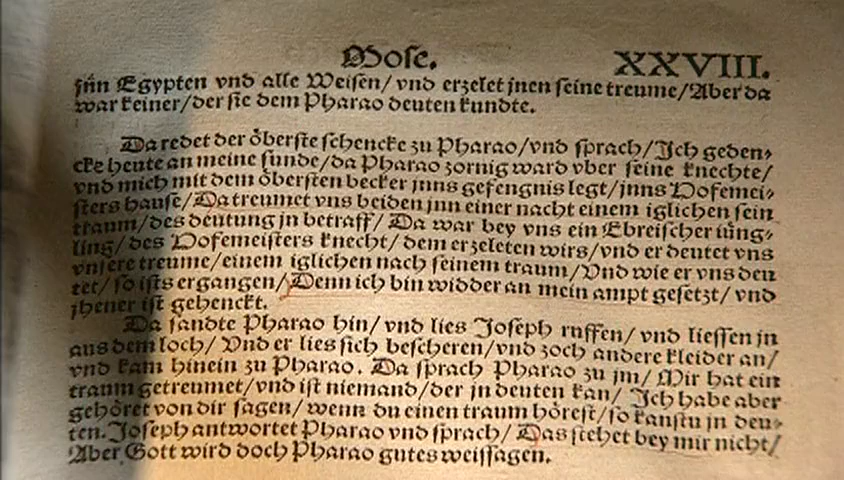 Mose. XXVIII.
jnn Egypten vnd alle Weisen/ vnd erzelet jnen seine treume/ Aber da
war keiner/ der sie dem Pharao deuten kundte.
Da redet der öberste schencke zu Pharao/ vnd sprach/ Ich geden⸗
cke heute an meine sunde/ da Pharao zornig ward vber seine knechte/
vnd mich mit dem öbersten becker jnns gefengnis legt/ jnns Hofemei⸗
sters hause/ Da treumet vns beiden jnn einer nacht einem iglichen sein
traum/ des deutung jn betraff/ Da war bey vns ein Ebreischer iüng⸗
ling/ des Hofemeisters knecht/ dem erzeleten wirs/ vnd er deutet vns
vnsere treume/ einem iglichen nach seinem traum/ Vnd wie er vns deu
tet/ so ists ergangen/ Denn ich bin widder an mein ampt gesetzt/ vnd
jhener ist gehenckt.
Da sandte Pharao hin/ vnd lies Joseph ruffen/ vnd liessen jn
aus dem loch/ Vnd er lies sich bescheren/ vnd zoch andere kleider an/
vnd kam hinein zu Pharao. Da sprach Pharao zu jm/ Mir hat ein
traum getreumet/ vnd ist niemand/ der jn deuten kan/ Ich habe aber
gehöret von dir sagen/ wenn du einen traum hörest/ so kanstu jn deu⸗
ten. Joseph antwortet Pharao vnd sprach/ Das stehet bey mir nicht/
Aber Gott wird doch Pharao gutes weissagen.